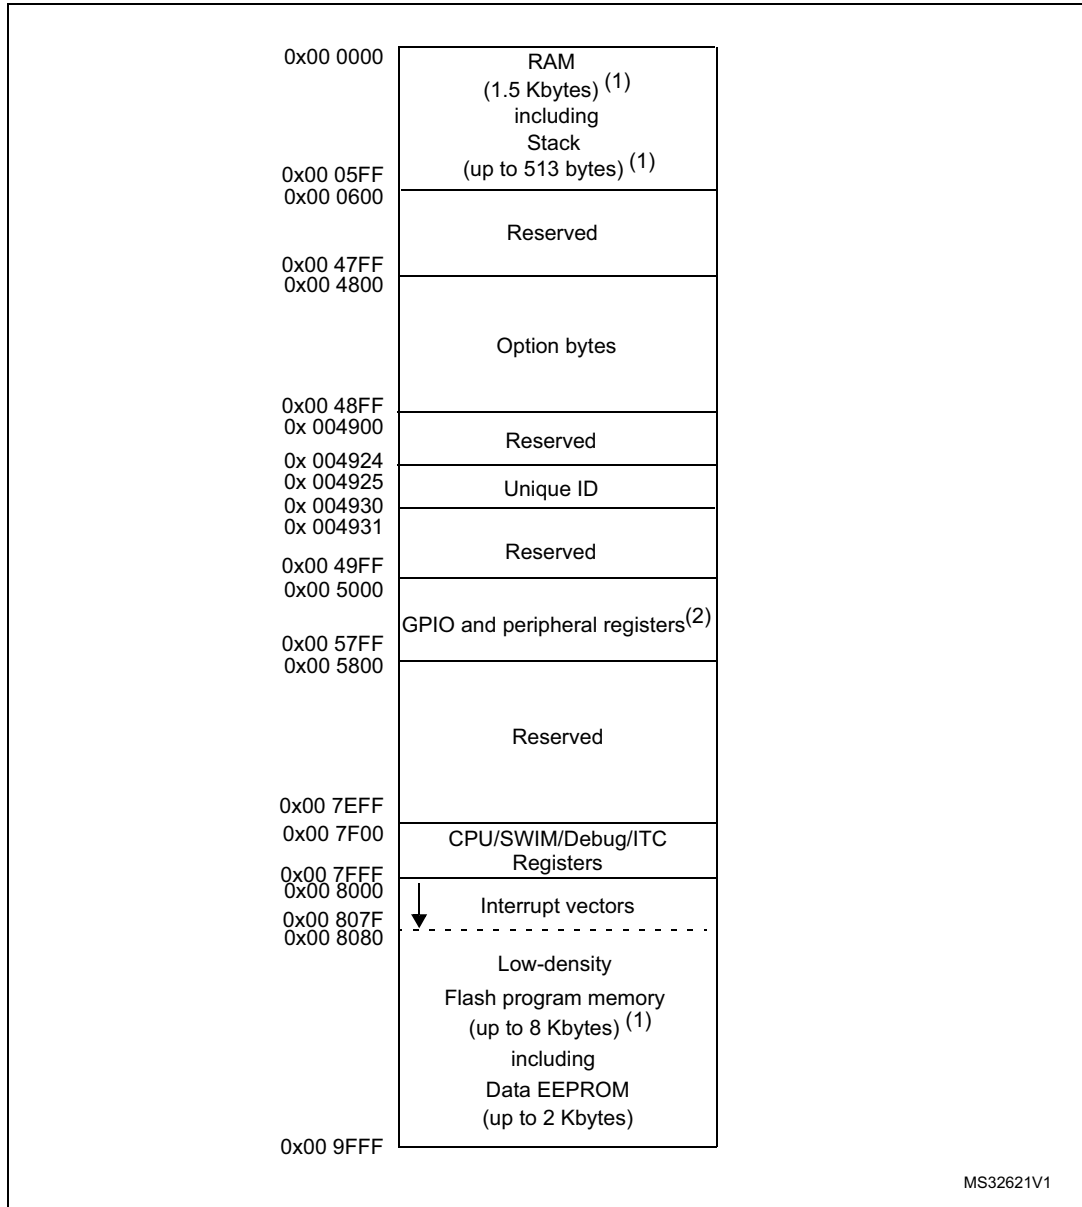 0x00 0000
RAM
(1.5 Kbytes) (1)
including
Stack
(up to 513 bytes) (1)
0x00 05FF
0x00 0600
Reserved
0x00 47FF
0x00 4800
Option bytes
0x00 48FF
0x 004900
Reserved
0x 004924
0x 004925
Unique ID
0x 004930
0x 004931
Reserved
0x00 49FF
0x00 5000
GPIO and peripheral registers(2)
0x00 57FF
0x00 5800
Reserved
0x00 7EFF
0x00 7F00
CPU/SWIM/Debug/ITC
Registers
0x00 7FFF
0x00 8000
Interrupt vectors
0x00 807F
0x00 8080
Low-density
Flash program memory
(up to 8 Kbytes) (1)
including
Data EEPROM
(up to 2 Kbytes)
0x00 9FFF
MS32621V1